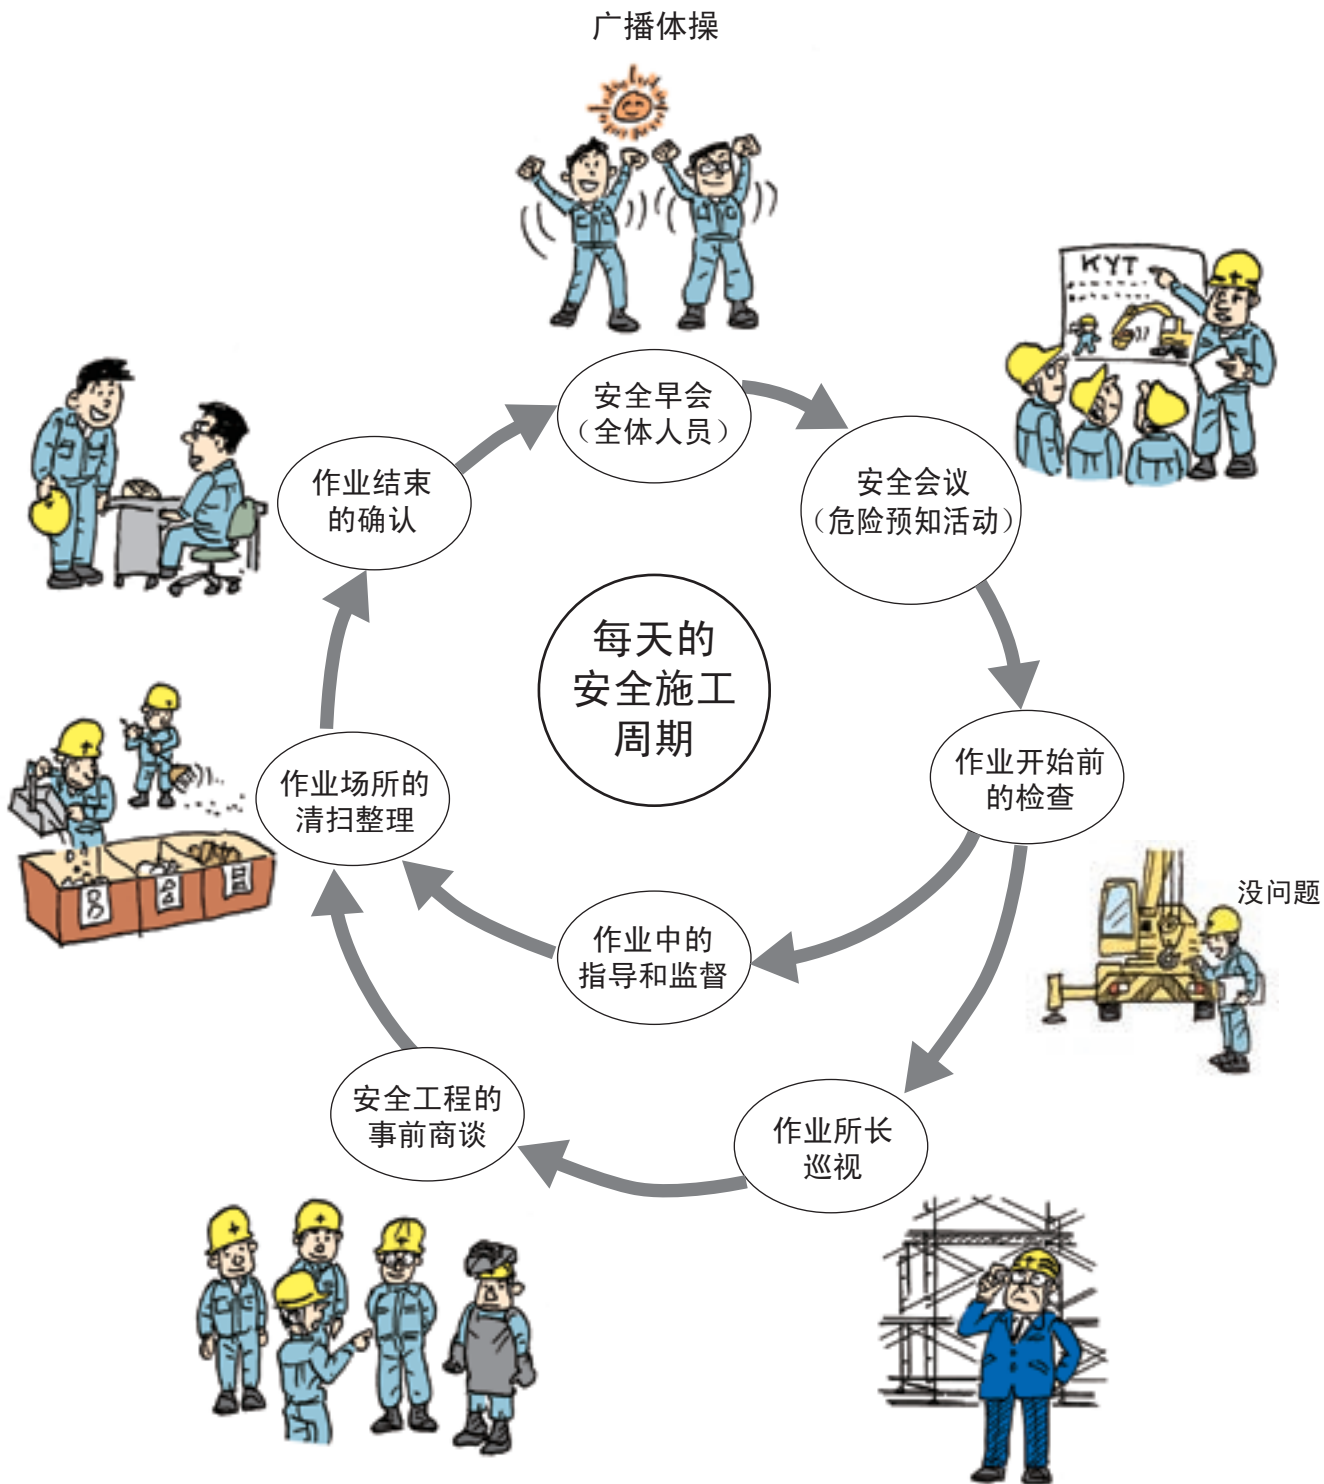 广播体操
KYT
安全早会
（全体人员）
安全会议
（危险预知活动）
作业结束
的确认
每天的
安全施工
周期
作业开始前
的检查
作业场所的
清扫整理
没问题
作业中的
指导和监督
安全工程的
事前商谈
作业所长
巡视